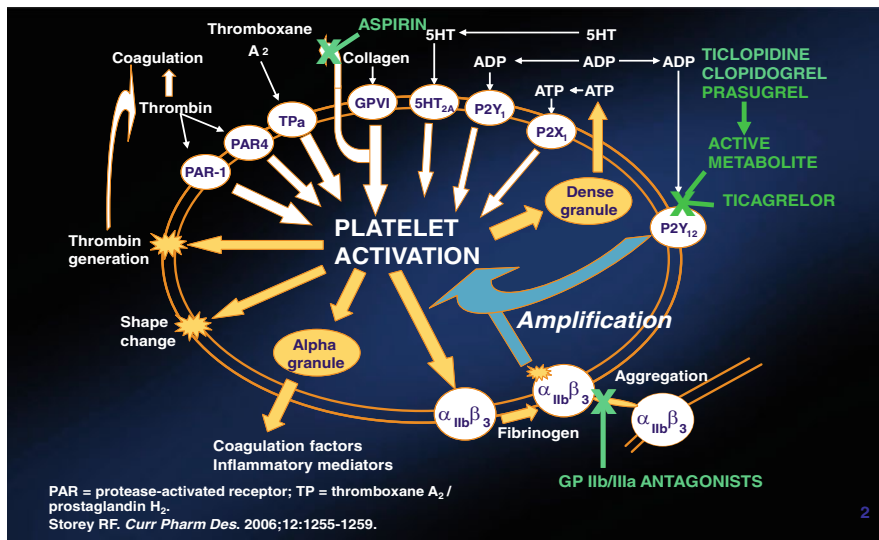 Thromboxane
A2
ASPIRIN
5HT
5HT
Coagulation
Collagen
ADP
ADP
ADP
TICLOPIDINE
CLOPIDOGREL
PRASUGREL
ATP
ATP
Thrombin
GPVI
5HT2A
P2Y1
TPa
P2X1
PAR4
ACTIVE
METABOLITE
PAR-1
Dense
granule
TICAGRELOR
P2Y12
PLATELET
ACTIVATION
Thrombin
generation
Amplification
Shape
change
Alpha
granule
Aggregation
αIIbβ3
αIIbβ3
αIIbβ3
Fibrinogen
Coagulation factors
Inflammatory mediators
GP IIb/IIIa ANTAGONISTS
PAR = protease-activated receptor; TP = thromboxane A2 /
prostaglandin H2.
Storey RF. Curr Pharm Des. 2006;12:1255-1259.
2